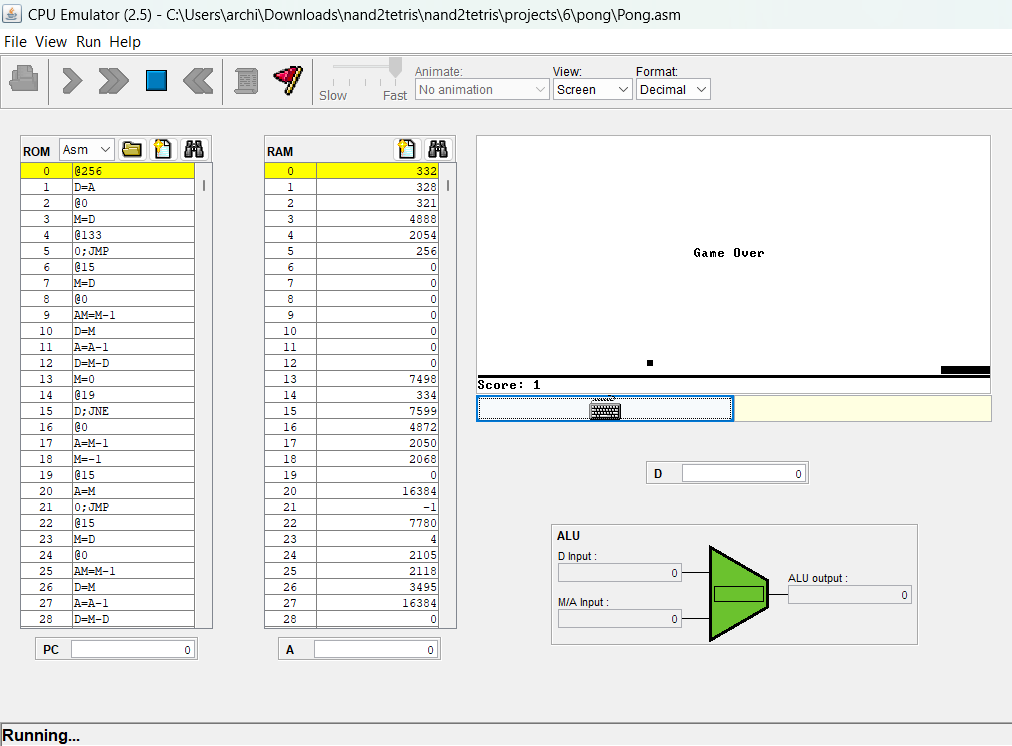 CPU Emulator (2.5) - C:\Users\archi\Downloads\nand2tetris\nand2tetris\projects\6\pong\Pong.asm
File View Run Help
Slow Fast
Animate:
No animation
View:
Screen
Format:
Decimal
ROM Asm
0 @256
1 D=A
2 @0
3 M=D
4 @133
5 0;JMP
6 @15
7 M=D
8 @0
9 AM=M-1
10 D=M
11 A=A-1
12 D=M-D
13 M=0
14 @19
15 D;JNE
16 @0
17 A=M-1
18 M=-1
19 @15
20 A=M
21 0;JMP
22 @15
23 M=D
24 @0
25 AM=M-1
26 D=M
27 A=A-1
28 D=M-D
PC 0
RAM
0 332
1 328
2 321
3 4888
4 2054
5 256
6 0
7 0
8 0
9 0
10 0
11 0
12 0
13 7498
14 334
15 7599
16 4872
17 2050
18 2068
19 0
20 16384
21 -1
22 7780
23 4
24 2105
25 2118
26 3495
27 16384
28 0
A 0
Game Over
Score: 1
D 0
ALU
D Input :
0
M/A Input :
0
ALU output :
0
Running...